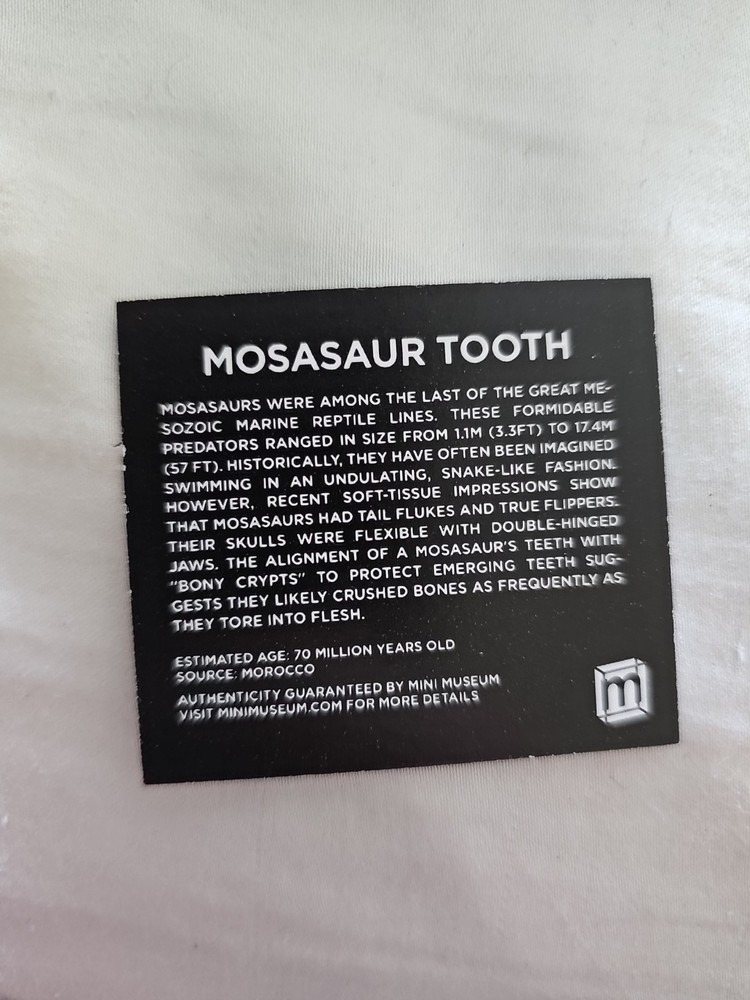 MOSASAUR TOOTH
MOSASAURS WERE AMONG THE LAST OF THE GREAT ME-
SOZOIC MARINE REPTILE LINES. THESE FORMIDABLE
PREDATORS RANGED IN SIZE FROM 1.1M (3.3FT) TO 17.4M
(57 FT). HISTORICALLY, THEY HAVE OFTEN BEEN IMAGINED
SWIMMING IN AN UNDULATING, SNAKE-LIKE FASHION.
HOWEVER, RECENT SOFT-TISSUE IMPRESSIONS SHOW
THAT MOSASAURS HAD TAIL FLUKES AND TRUE FLIPPERS.
THEIR SKULLS WERE FLEXIBLE WITH DOUBLE-HINGED
JAWS. THE ALIGNMENT OF A MOSASAUR'S TEETH WITH
"BONY CRYPTS" TO PROTECT EMERGING TEETH SUG-
GESTS THEY LIKELY CRUSHED BONES AS FREQUENTLY AS
THEY TORE INTO FLESH.
ESTIMATED AGE: 70 MILLION YEARS OLD
SOURCE: MOROCCO
AUTHENTICITY GUARANTEED BY MINI MUSEUM
VISIT MINIMUSEUM.COM FOR MORE DETAILS
m